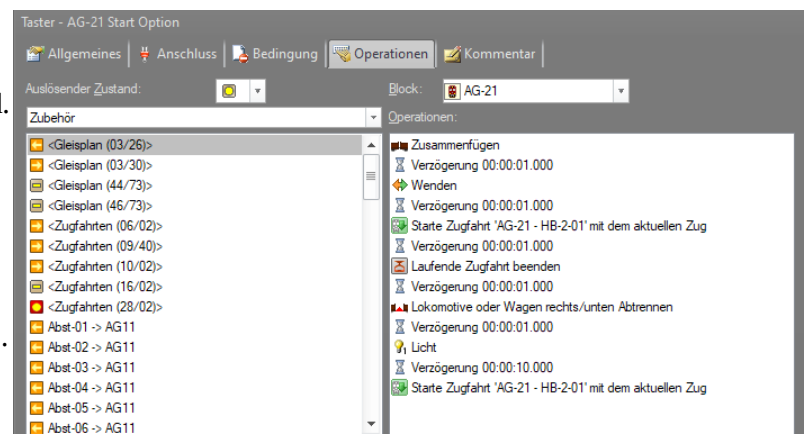 Taster - AG-21 Start Option
Allgemeines Anschluss Bedingung Operationen Kommentar
Auslösender Zustand:
Block: AG-21
Zubehör
Operationen:
<Gleisplan (03/26)>
<Gleisplan (03/30)>
<Gleisplan (44/73)>
<Gleisplan (46/73)>
<Zugfahrten (06/02)>
<Zugfahrten (09/40)>
<Zugfahrten (10/02)>
<Zugfahrten (16/02)>
<Zugfahrten (28/02)>
Abst-01 -> AG11
Abst-02 -> AG11
Abst-03 -> AG11
Abst-04 -> AG11
Abst-05 -> AG11
Abst-06 -> AG11
Zusammenfügen
Verzögerung 00:00:01.000
Wenden
Verzögerung 00:00:01.000
Starte Zugfahrt 'AG-21 - HB-2-01' mit dem aktuellen Zug
Verzögerung 00:00:01.000
Laufende Zugfahrt beenden
Verzögerung 00:00:01.000
Lokomotive oder Wagen rechts/unten Abtrennen
Verzögerung 00:00:01.000
Licht
Verzögerung 00:00:10.000
Starte Zugfahrt 'AG-21 - HB-2-01' mit dem aktuellen Zug